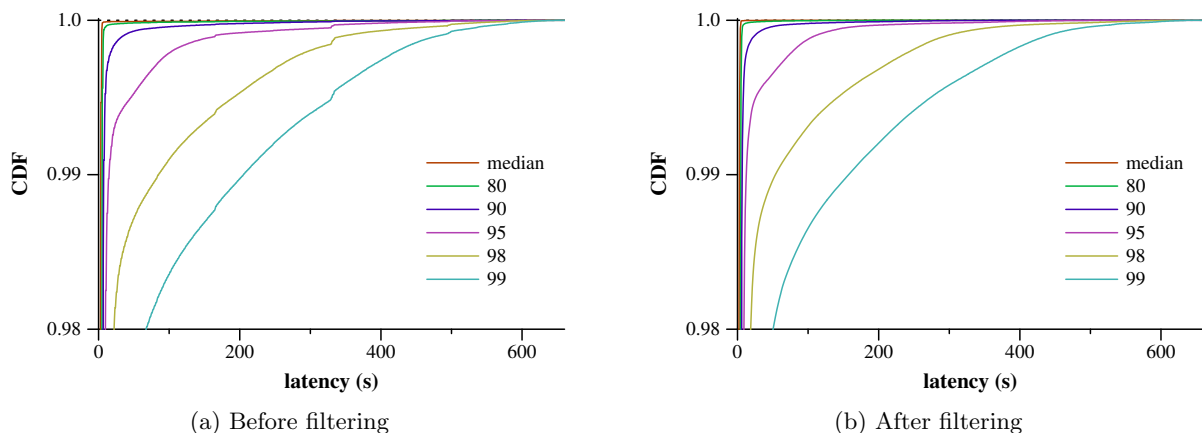 1.0
0.99
0.98
CDF
0 200 400 600
latency (s)
median
80
90
95
98
99
(a) Before filtering
1.0
0.99
0.98
CDF
0 200 400 600
latency (s)
median
80
90
95
98
99
(b) After filtering